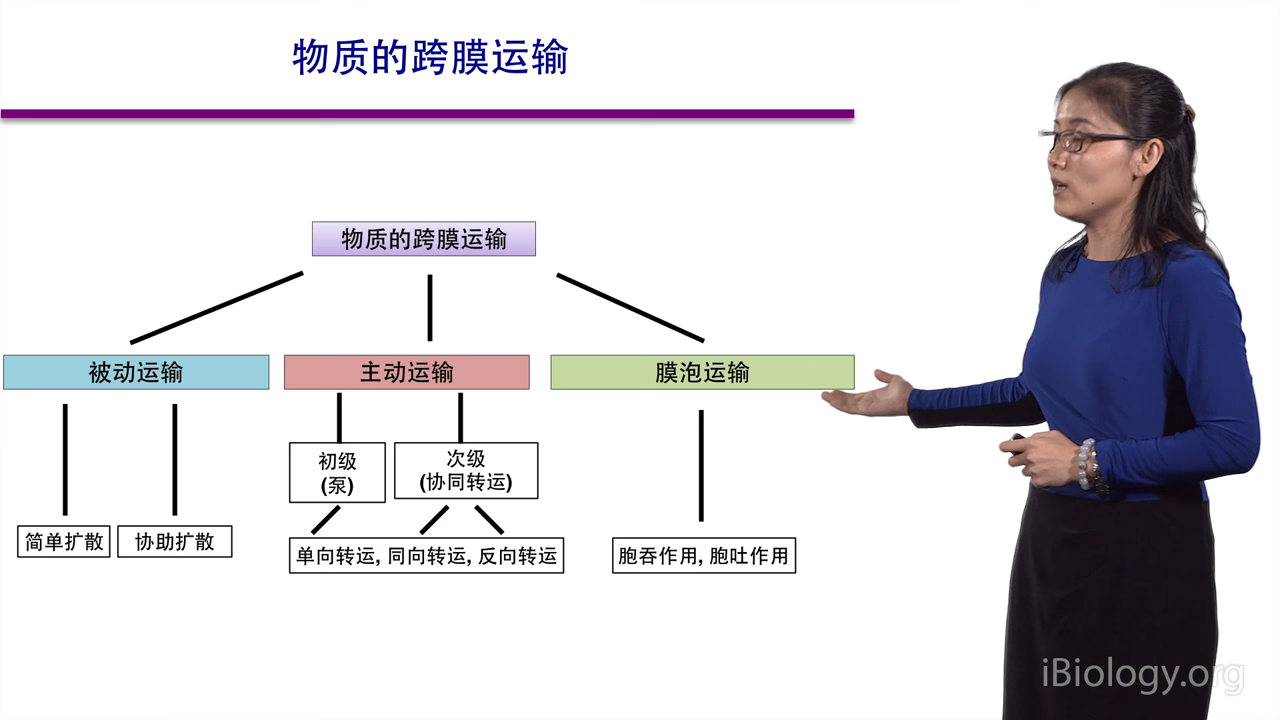 物质的跨膜运输
物质的跨膜运输
被动运输
主动运输
膜泡运输
初级
(泵)
次级
(协同转运)
简单扩散
协助扩散
单向转运, 同向转运, 反向转运
胞吞作用, 胞吐作用
iBiology.org